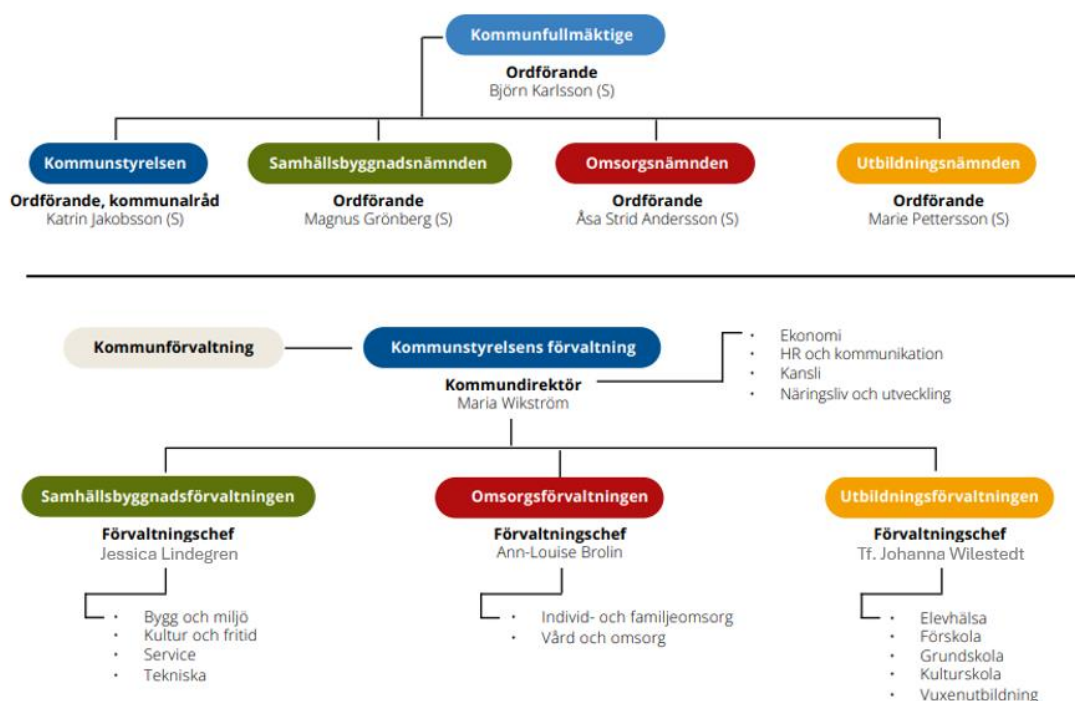 Kommunfullmäktige
Ordförande
Björn Karlsson (S)
Kommunstyrelsen
Ordförande, kommunalråd
Katrin Jakobsson (S)
Samhällsbyggnadsnämnden
Ordförande
Magnus Grönberg (S)
Omsorgsnämnden
Ordförande
Åsa Strid Andersson (S)
Utbildningsnämnden
Ordförande
Marie Pettersson (S)
Kommunförvaltning
Kommunstyrelsens förvaltning
Kommundirektör
Maria Wikström
· Ekonomi
· HR och kommunikation
· Kansli
· Näringsliv och utveckling
Samhällsbyggnadsförvaltningen
Förvaltningschef
Jessica Lindegren
· Bygg och miljö
· Kultur och fritid
· Service
· Tekniska
Omsorgsförvaltningen
Förvaltningschef
Ann-Louise Brolin
· Individ- och familjeomsorg
· Vård och omsorg
Utbildningsförvaltningen
Förvaltningschef
Tf. Johanna Wilestedt
· Elevhälsa
· Förskola
· Grundskola
· Kulturskola
· Vuxenutbildning